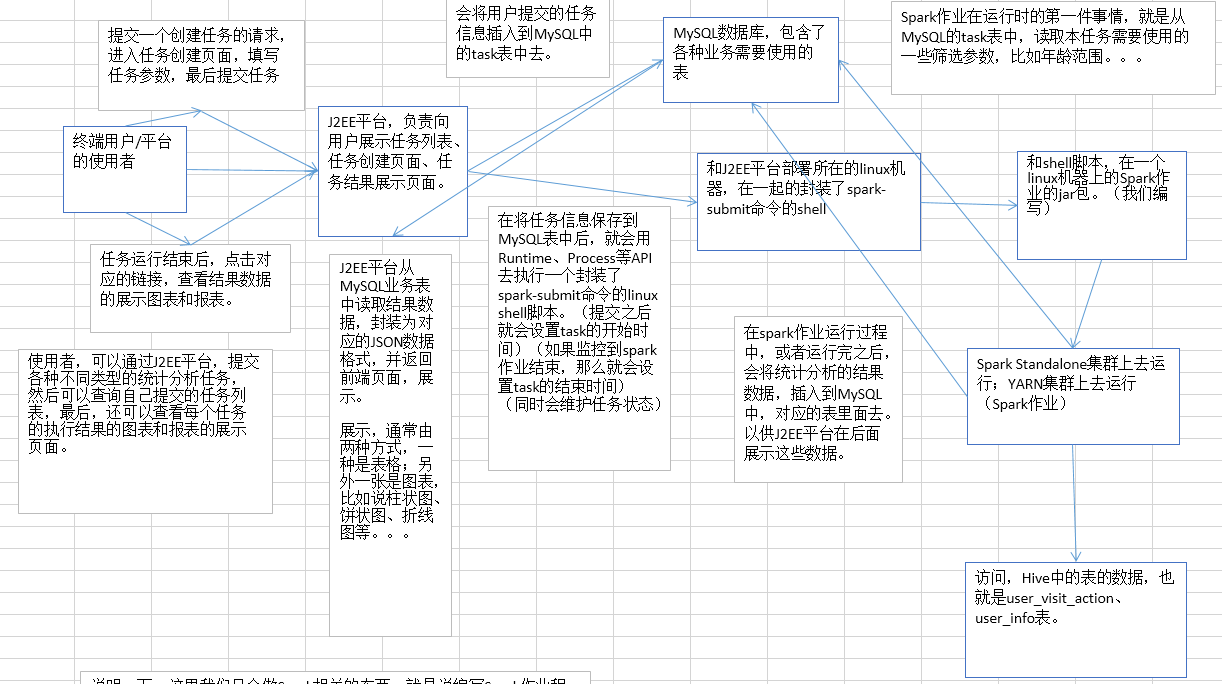 提交一个创建任务的请求，
进入任务创建页面，填写
任务参数，最后提交任务
会将用户提交的任务
信息插入到MySQL中
的task表中去。
MySQL数据库，包含了
各种业务需要使用的
表
Spark作业在运行时的第一件事情，就是从
MySQL的task表中，读取本任务需要使用的
一些筛选参数，比如年龄范围。。。
终端用户/平台
的使用者
J2EE平台，负责向
用户展示任务列表、
任务创建页面、任
务结果展示页面。
和J2EE平台部署所在的linux机
器，在一起的封装了spark-
submit命令的shell
和shell脚本，在一个
linux机器上的Spark作
业的jar包。（我们编
写）
任务运行结束后，点击对
应的链接，查看结果数据
的展示图表和报表。
J2EE平台从
MySQL业务表
中读取结果数
据，封装为对
应的JSON数据
格式，并返回
前端页面，展
示。
展示，通常由
两种方式，一
种是表格；另
外一张是图表，
比如说柱状图、
饼状图、折线
图等。。。
在将任务信息保存到
MySQL表中后，就会用
Runtime、Process等API
去执行一个封装了
spark-submit命令的linux
shell脚本。（提交之后
就会设置task的开始时
间）（如果监控到spark
作业结束，那么就会设
置task的结束时间）
（同时会维护任务状态）
在spark作业运行过程
中，或者运行完之后，
会将统计分析的结果
数据，插入到MySQL
中，对应的表里面去。
以供J2EE平台在后面
展示这些数据。
Spark Standalone集群上去运
行；YARN集群上去运行
（Spark作业）
使用者，可以通过J2EE平台，提交
各种不同类型的统计分析任务，
然后可以查询自己提交的任务列
表，最后，还可以查看每个任务
的执行结果的图表和报表的展示
页面。
访问，Hive中的表的数据，也
就是user_visit_action、
user_info表。